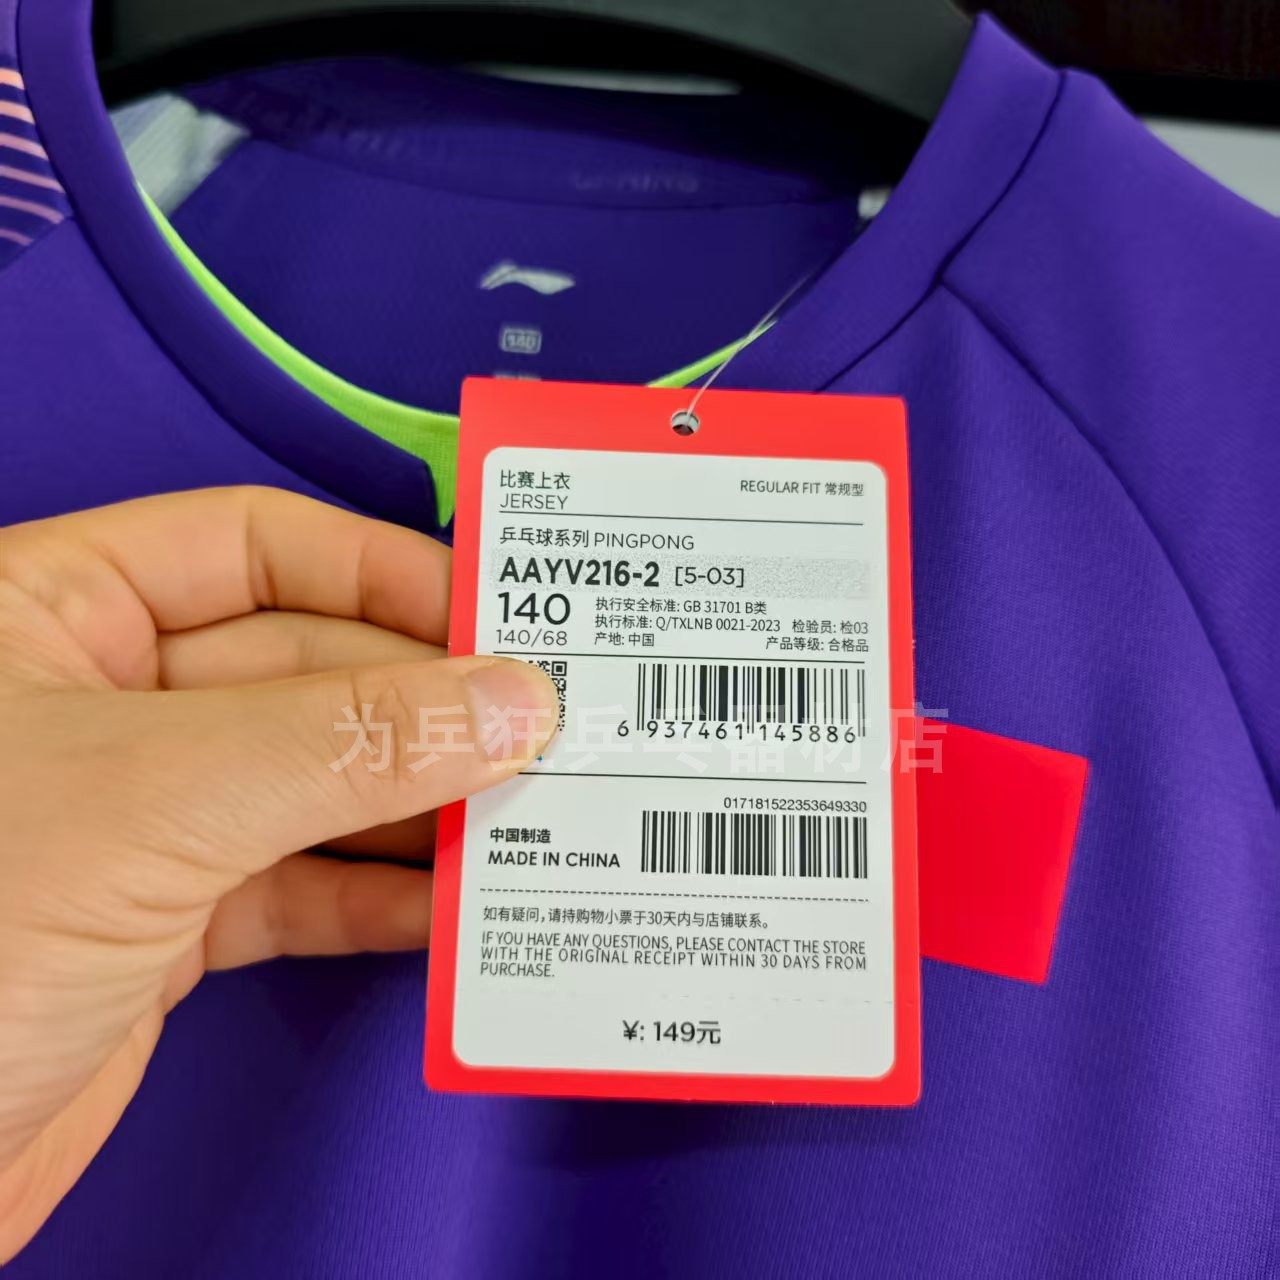 140
比赛上衣
JERSEY
REGULAR FIT 常规型
乒乓球系列 PINGPONG
AAYV216-2 [5-03]
140
140/68
执行安全标准: GB 31701 B类
执行标准: Q/TXLNB 0021-2023 检验员: 检03
产地: 中国 产品等级: 合格品
6 937461 145886
为乒狂乒乓器材店
017181522353649330
中国制造
MADE IN CHINA
如有疑问，请持购物小票于30天内与店铺联系。
IF YOU HAVE ANY QUESTIONS, PLEASE CONTACT THE STORE
WITH THE ORIGINAL RECEIPT WITHIN 30 DAYS FROM
PURCHASE.
¥: 149元